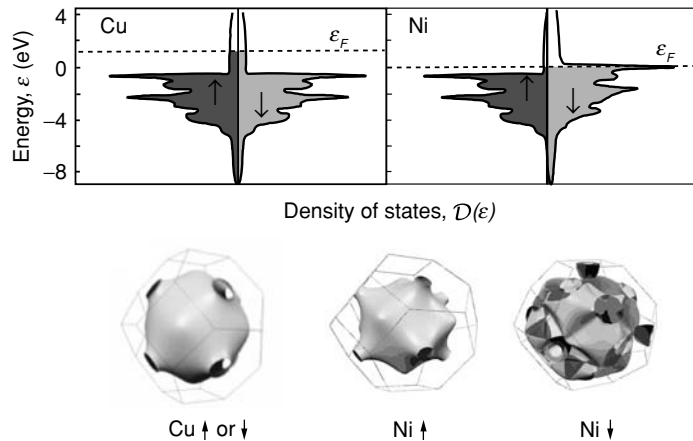 Cu
Ni
ε_F
ε_F
Energy, ε (eV)
4
0
−4
−8
↑
↓
↑
↓
Density of states, 𝒟(ε)
Cu ↑ or ↓
Ni ↑
Ni ↓